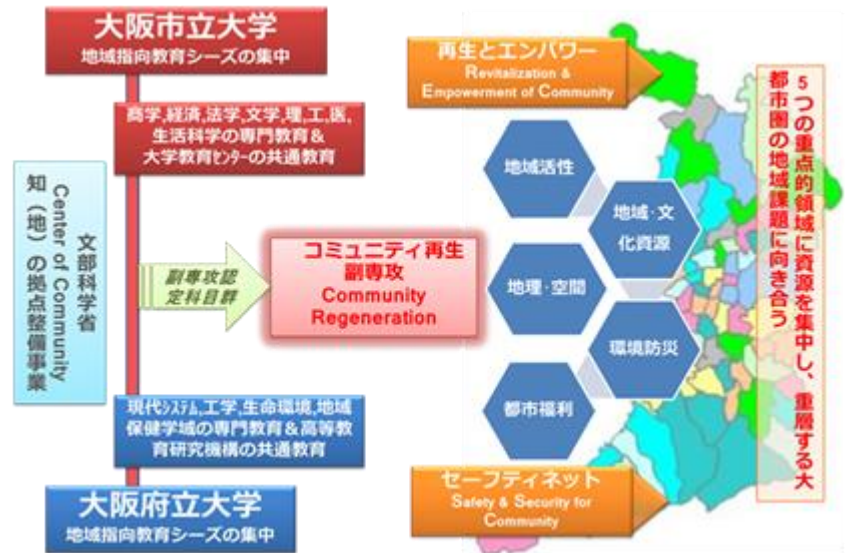 大阪市立大学
地域指向教育シーズの集中
商学,経済,法学,文学,理,工,医,
生活科学の専門教育&
大学教育センターの共通教育
文部科学省
Center of Community
知（地）の拠点整備事業
副専攻認
定科目群
コミュニティ再生
副専攻
Community
Regeneration
現代システム,工学,生命環境,地域
保健学域の専門教育&高等教
育研究機構の共通教育
大阪府立大学
地域指向教育シーズの集中
再生とエンパワー
Revitalization &
Empowerment of Community
地域活性
地域・文
化資源
地理・空間
環境防災
都市福利
セーフティネット
Safety & Security for
Community
5つの重点的領域に資源を集中し、重層する大
都市圏の地域課題に向き合う